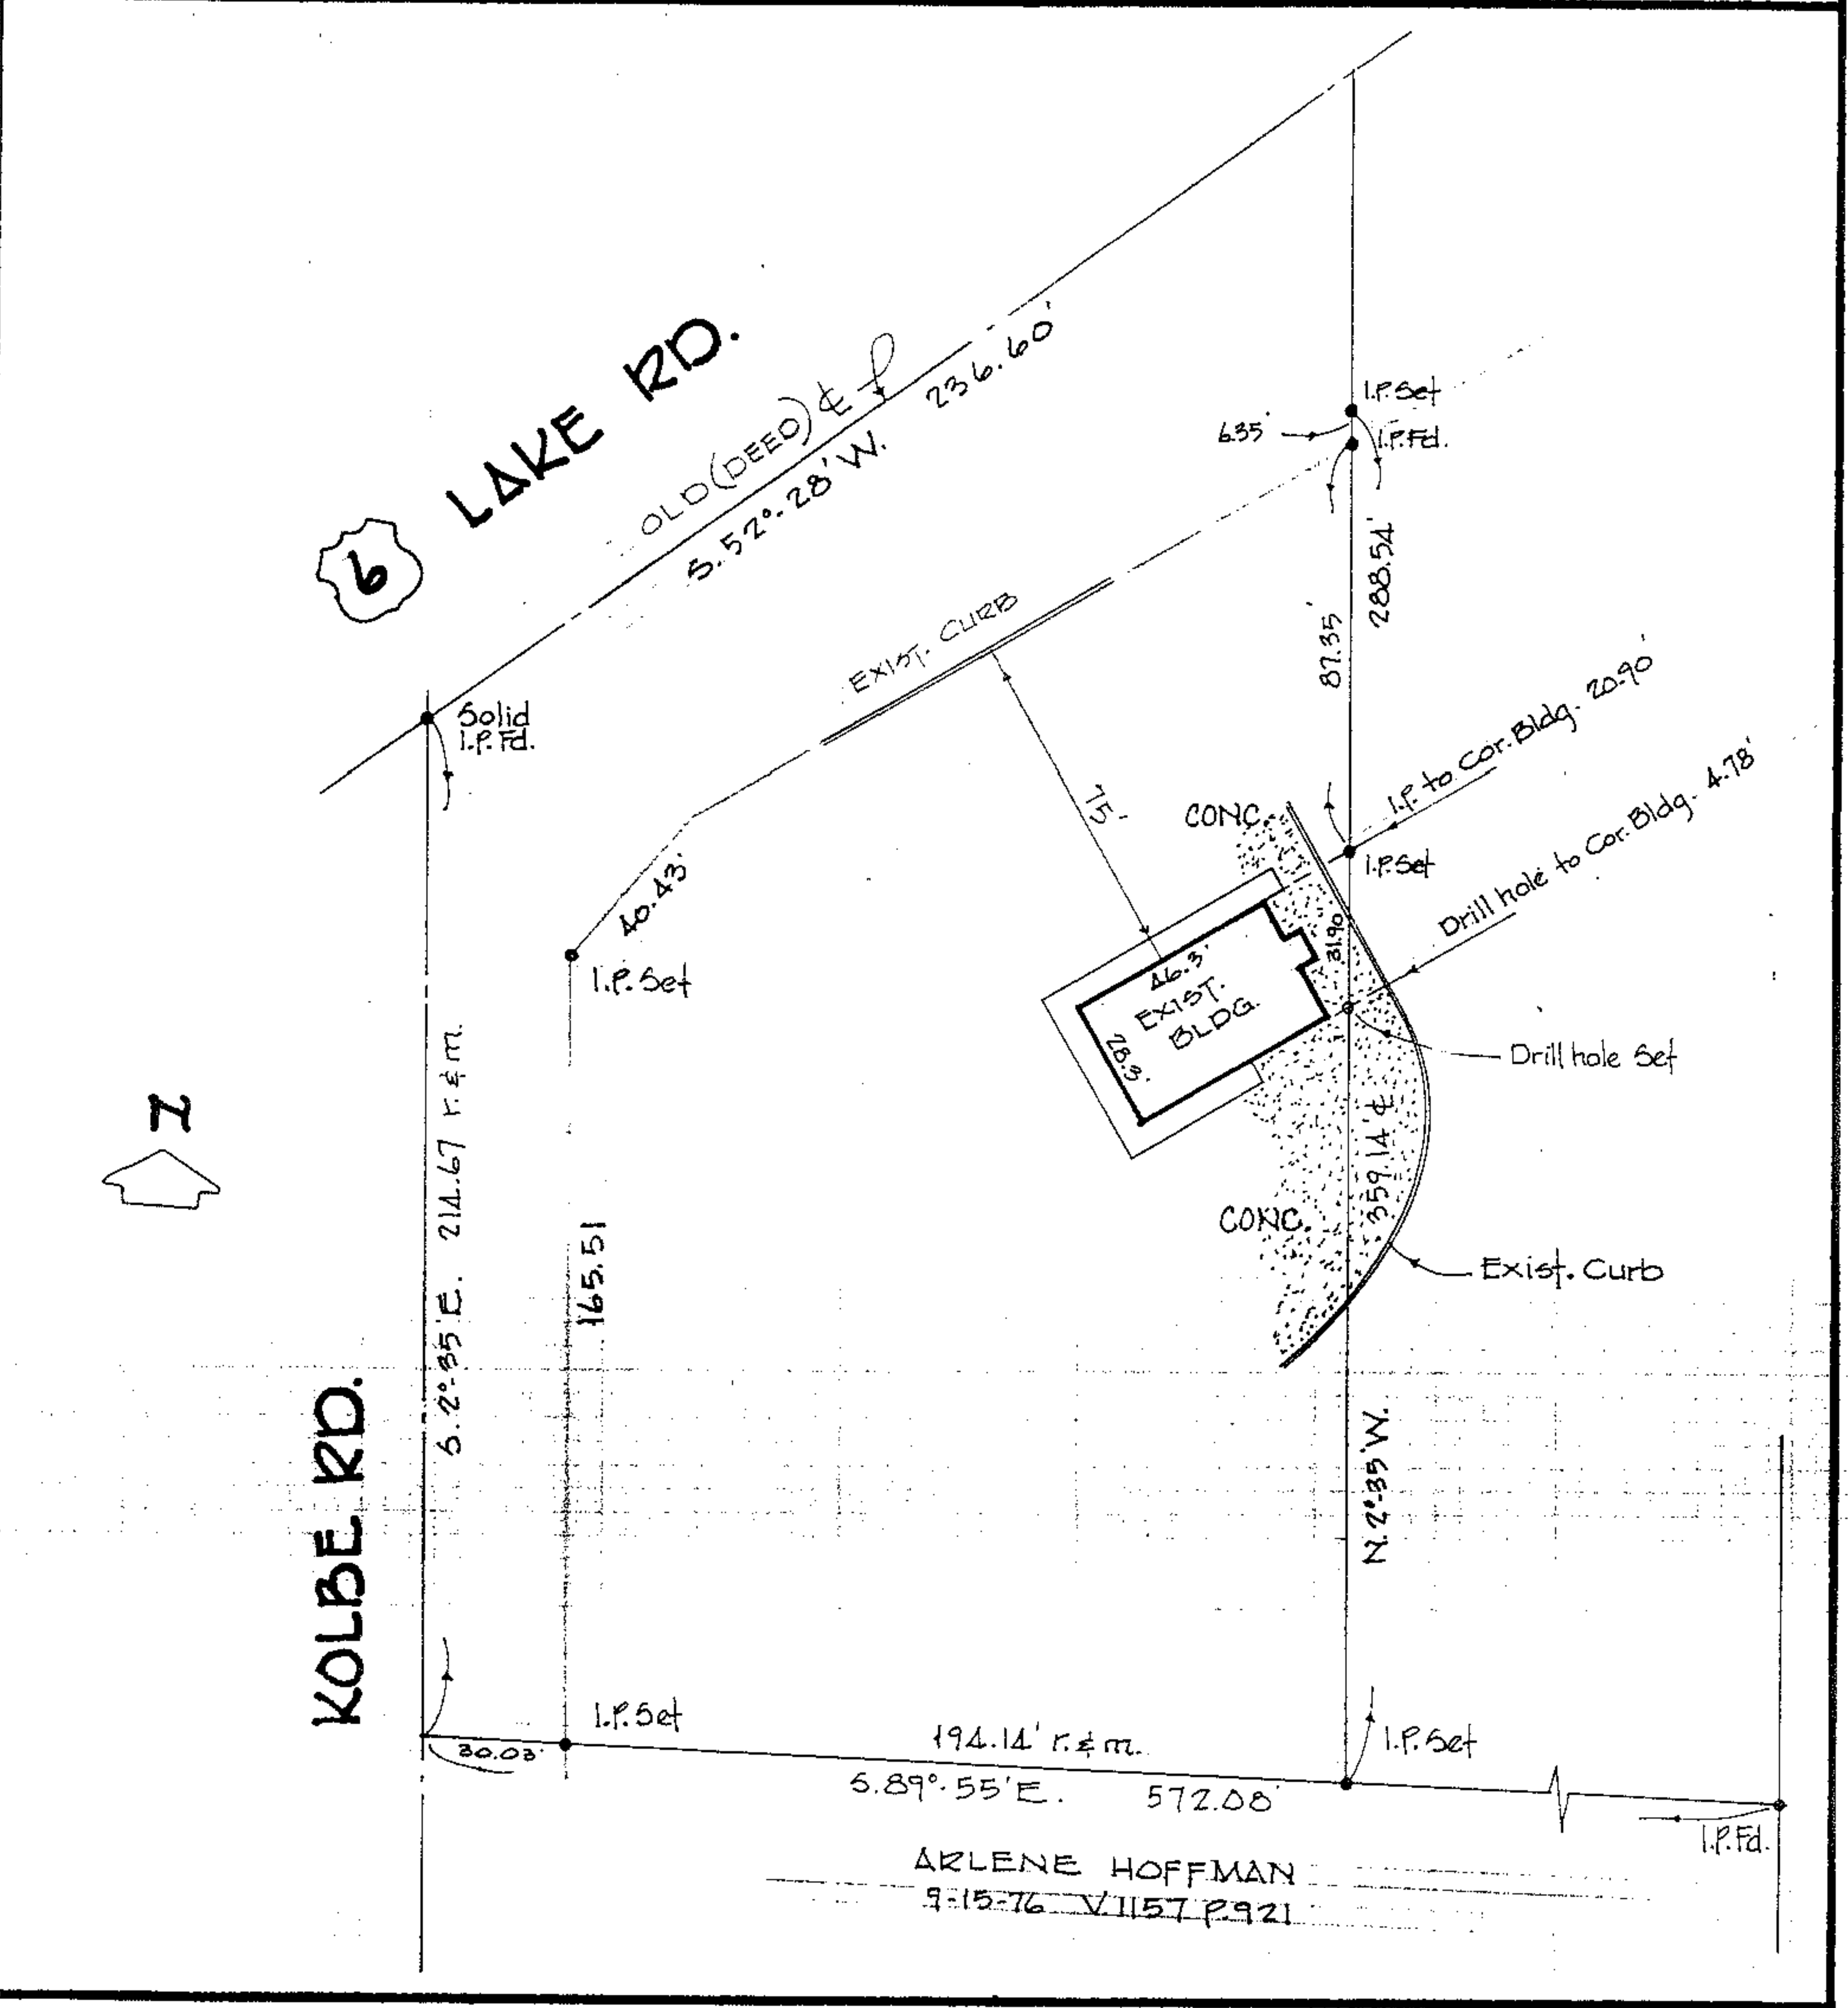 LAKE RD.
6
OLD (DEED) ℄
S. 52°-28' W. 236.60'
I.P. Set
6.35'
I.P. Fd.
288.54'
87.35'
EXIST. CURB
Solid
I.P. Fd.
75'
CONC.
I.P. to Cor. Bldg. 20.90'
I.P. Set
Drill hole to Cor. Bldg. 4.78'
40.43'
I.P. Set
31.90
46.3'
EXIST.
BLDG.
28.3'
Drill hole Set
N
S. 2°-35' E. 214.67 r. & m.
165.51
359.14' ℄
CONC.
Exist. Curb
KOLBE RD.
N. 2°-35' W.
I.P. Set
30.03'
194.14' r. & m.
I.P. Set
S. 89°-55' E. 572.08'
I.P. Fd.
ARLENE HOFFMAN
9-15-76 V.1157 P.921